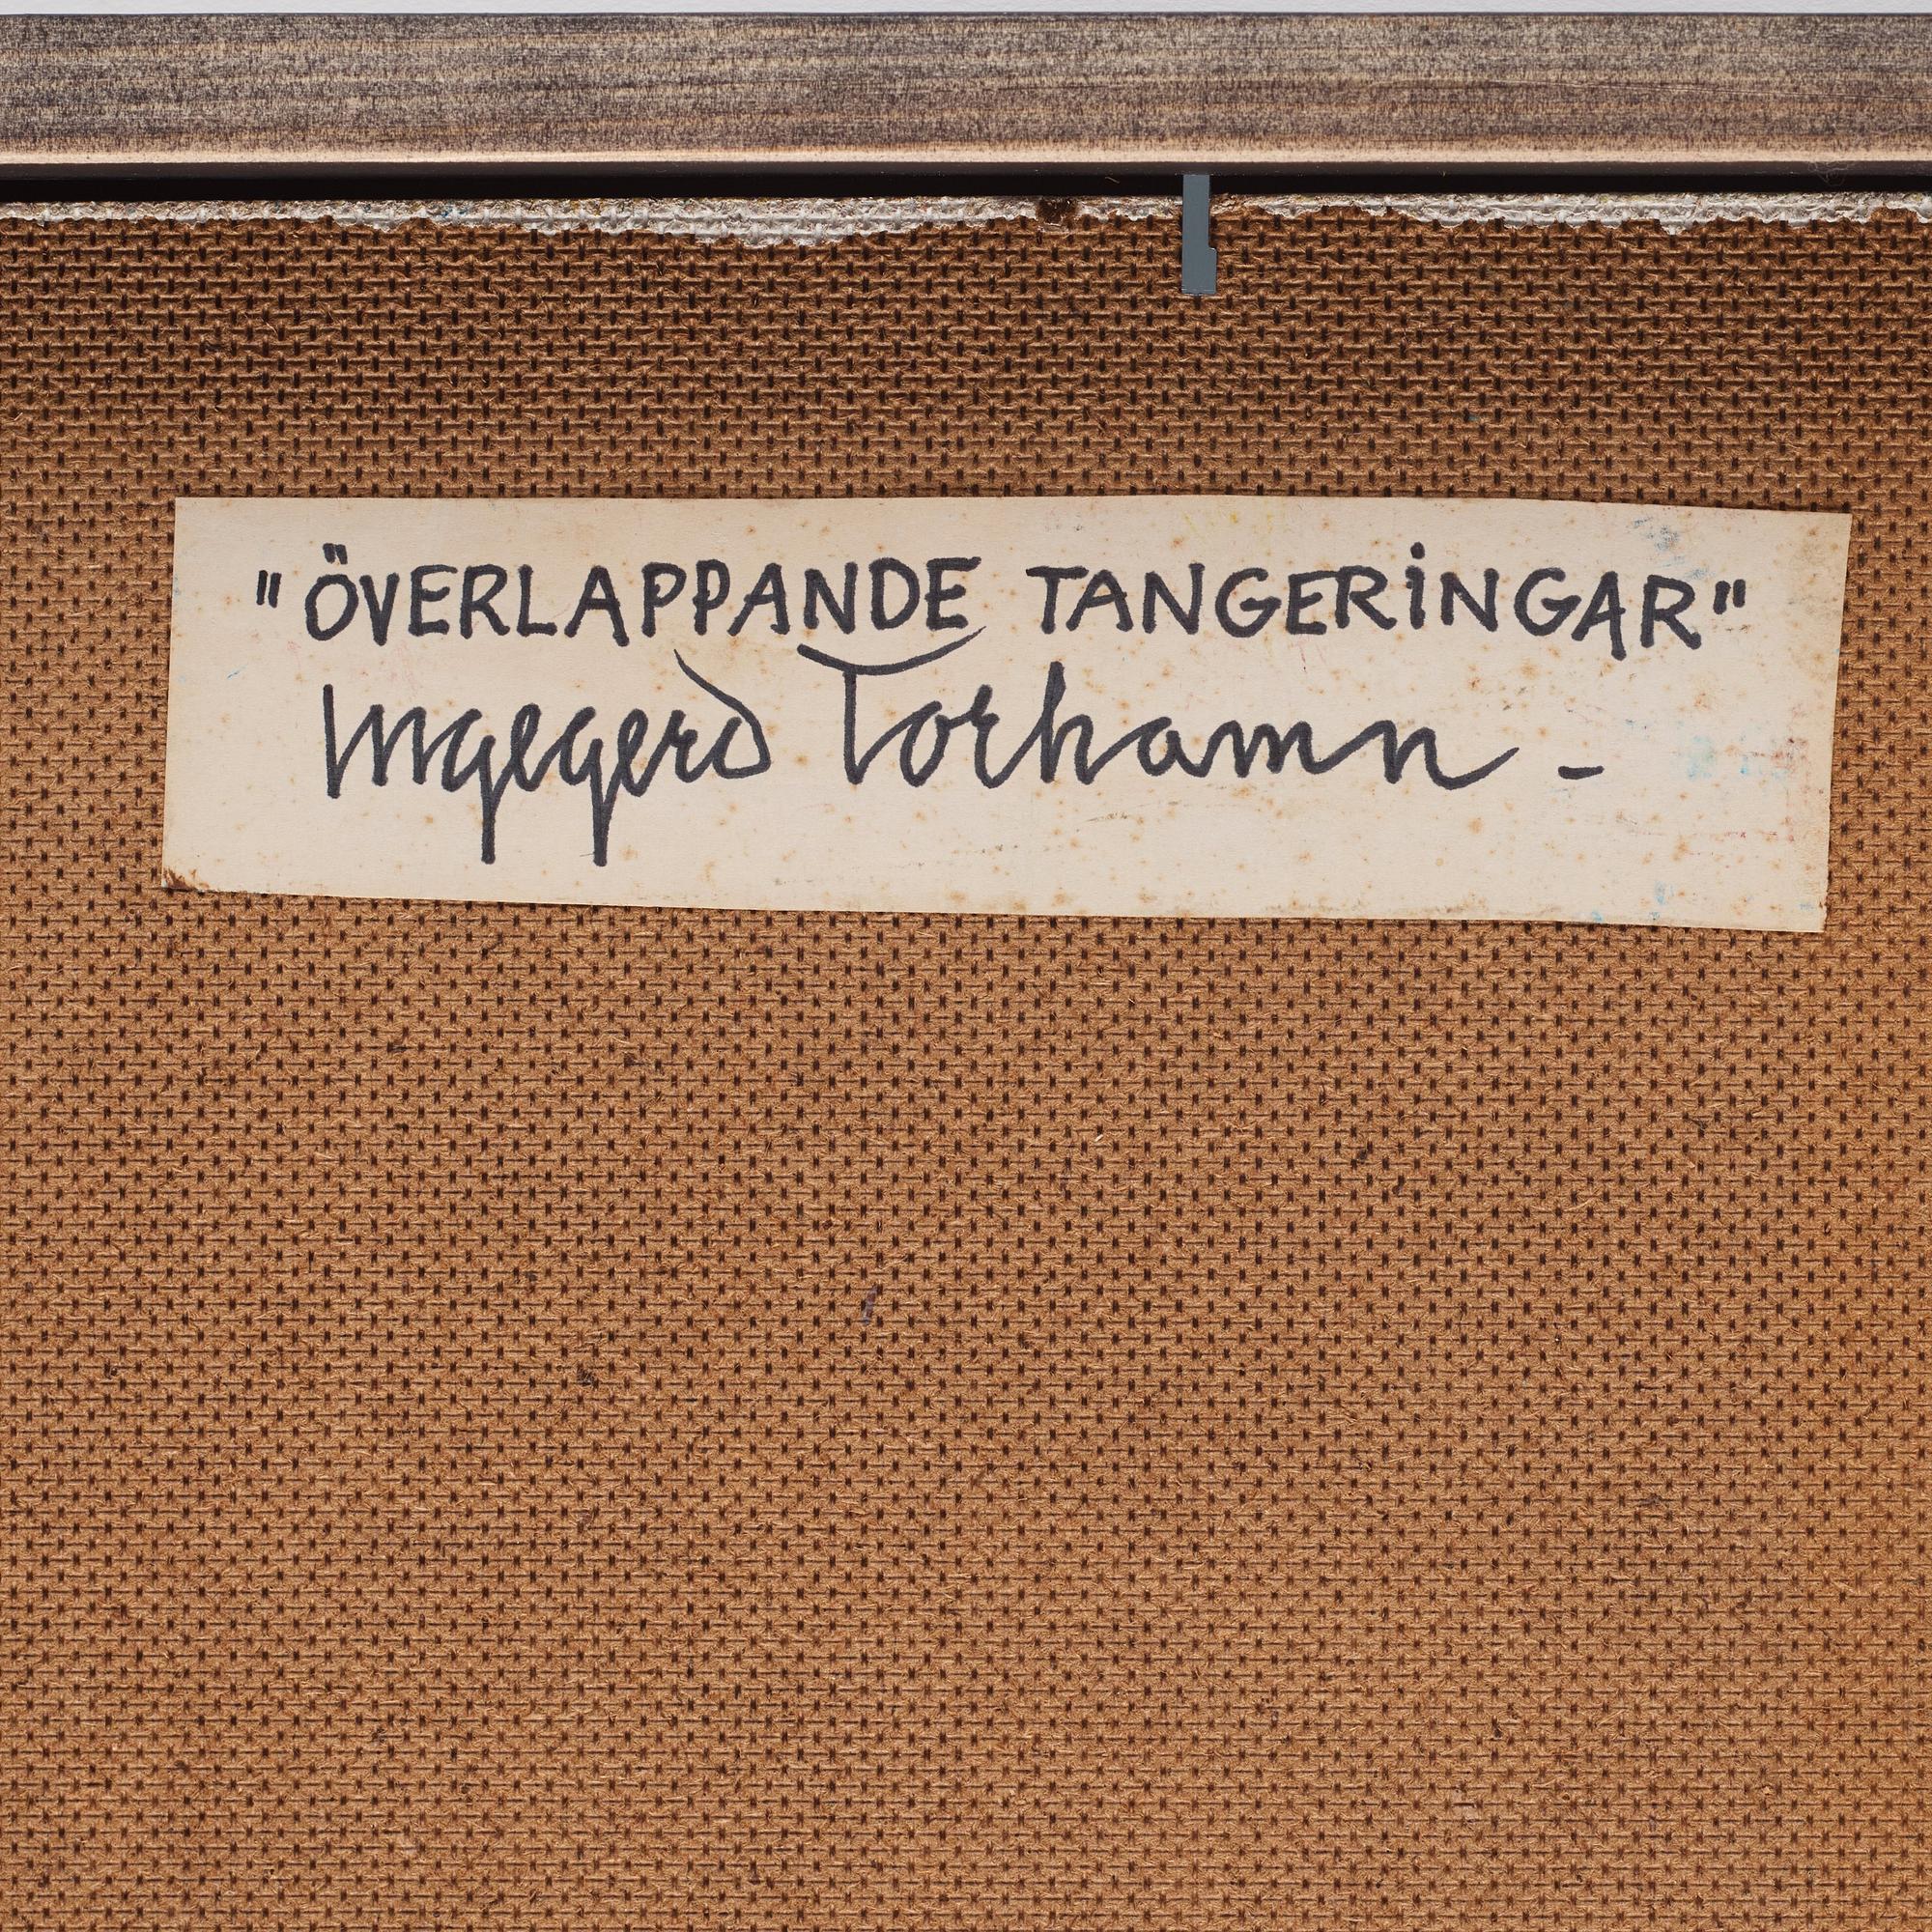 "ÖVERLAPPANDE TANGERINGAR"
Ingegerd Torhamn -